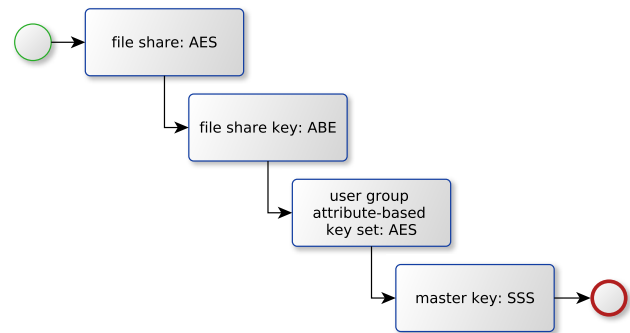 file share: AES
file share key: ABE
user group
attribute-based
key set: AES
master key: SSS